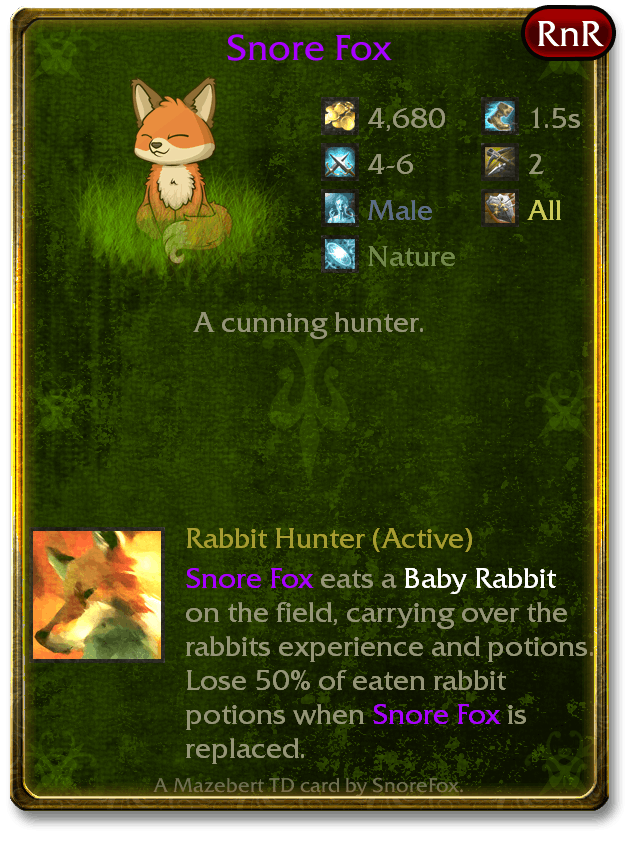 RnR
Snore Fox
4,680 1.5s
4-6 2
Male All
Nature
A cunning hunter.
Rabbit Hunter (Active)
Snore Fox eats a Baby Rabbit
on the field, carrying over the
rabbits experience and potions.
Lose 50% of eaten rabbit
potions when Snore Fox is
replaced.
A Mazebert TD card by SnoreFox.